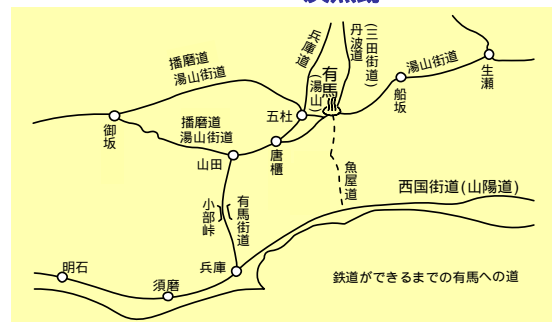 兵庫道
丹波道
(三田街道)
播磨道
湯山街道
有馬
(湯山)
湯山街道
生瀬
船坂
御坂
五社
播磨道
湯山街道
山田
唐櫃
魚屋道
西国街道(山陽道)
小部峠
有馬街道
明石
須磨
兵庫
鉄道ができるまでの有馬への道